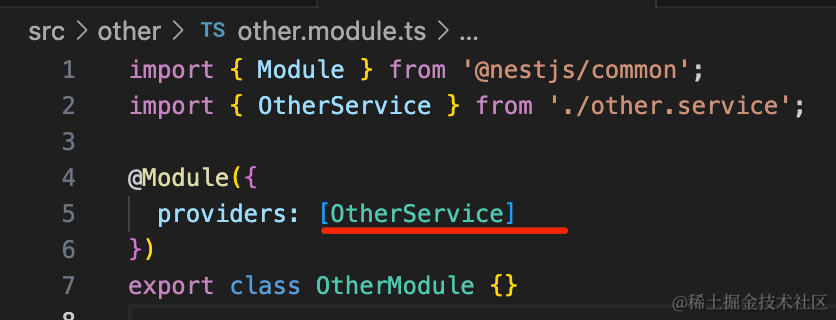 src > other > TS other.module.ts > ...
1 import { Module } from '@nestjs/common';
2 import { OtherService } from './other.service';
3
4 @Module({
5   providers: [OtherService]
6 })
7 export class OtherModule {}
8
@稀土掘金技术社区